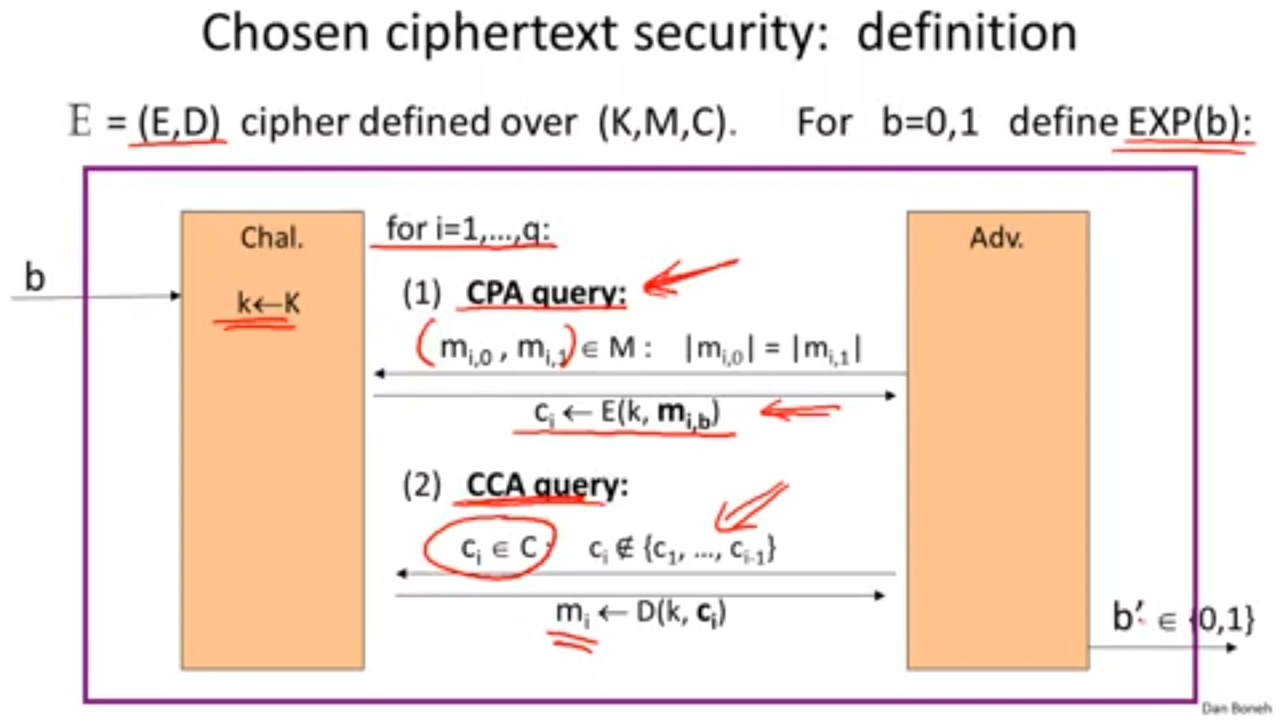 Chosen ciphertext security: definition
𝔼 = (E,D) cipher defined over (K,M,C). For b=0,1 define EXP(b):
b
Chal.
k←K
for i=1,…,q:
(1) CPA query:
m_{i,0} , m_{i,1} ∈ M : |m_{i,0}| = |m_{i,1}|
c_i ← E(k, m_{i,b})
(2) CCA query:
c_i ∈ C : c_i ∉ {c_1, …, c_{i-1}}
m_i ← D(k, c_i)
Adv.
b' ∈ {0,1}
Dan Boneh